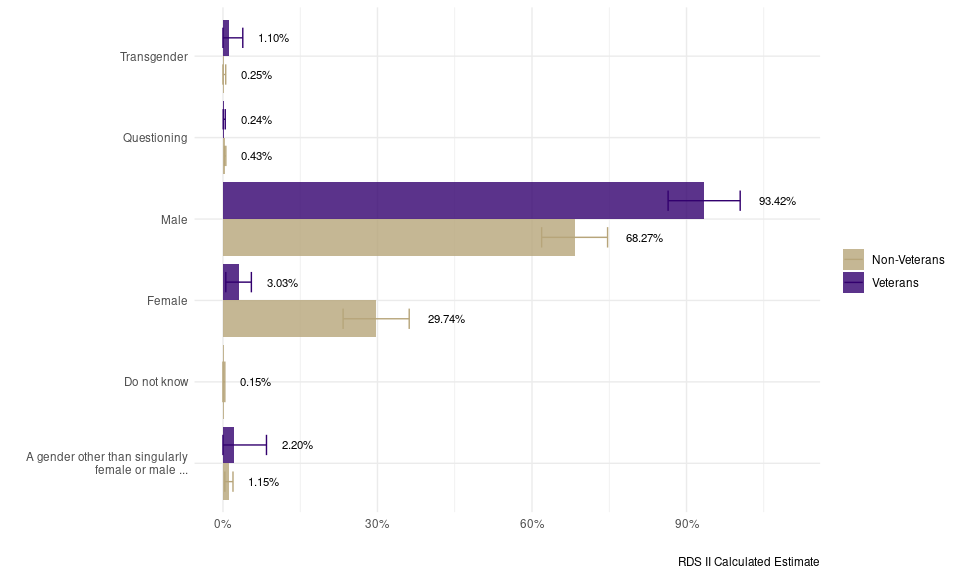 Transgender
1.10%
0.25%
Questioning
0.24%
0.43%
Male
93.42%
68.27%
Female
3.03%
29.74%
Do not know
0.15%
A gender other than singularly
female or male ...
2.20%
1.15%
0%
30%
60%
90%
RDS II Calculated Estimate
Non-Veterans
Veterans